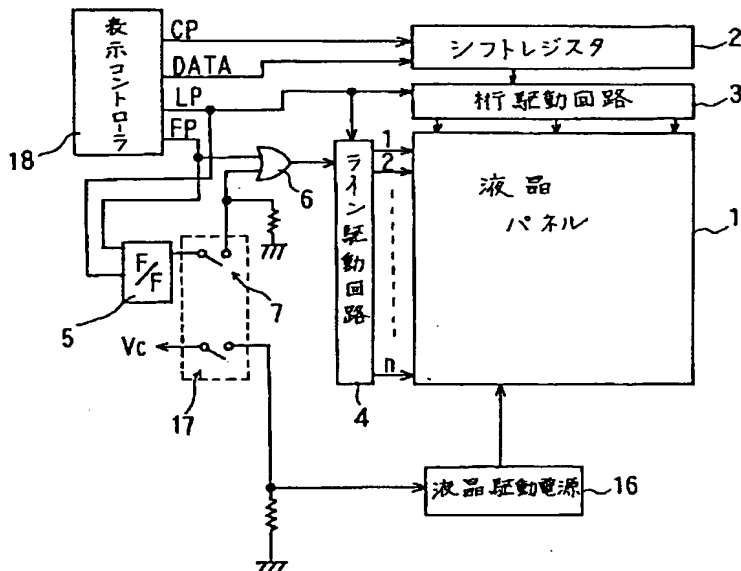 表示コントローラ
18
CP
DATA
LP
FP
シフトレジスタ
2
桁駆動回路
3
6
ライン駆動回路
4
1
2
n
液晶
パネル
1
F/F
5
7
Vc
17
液晶駆動電源
16